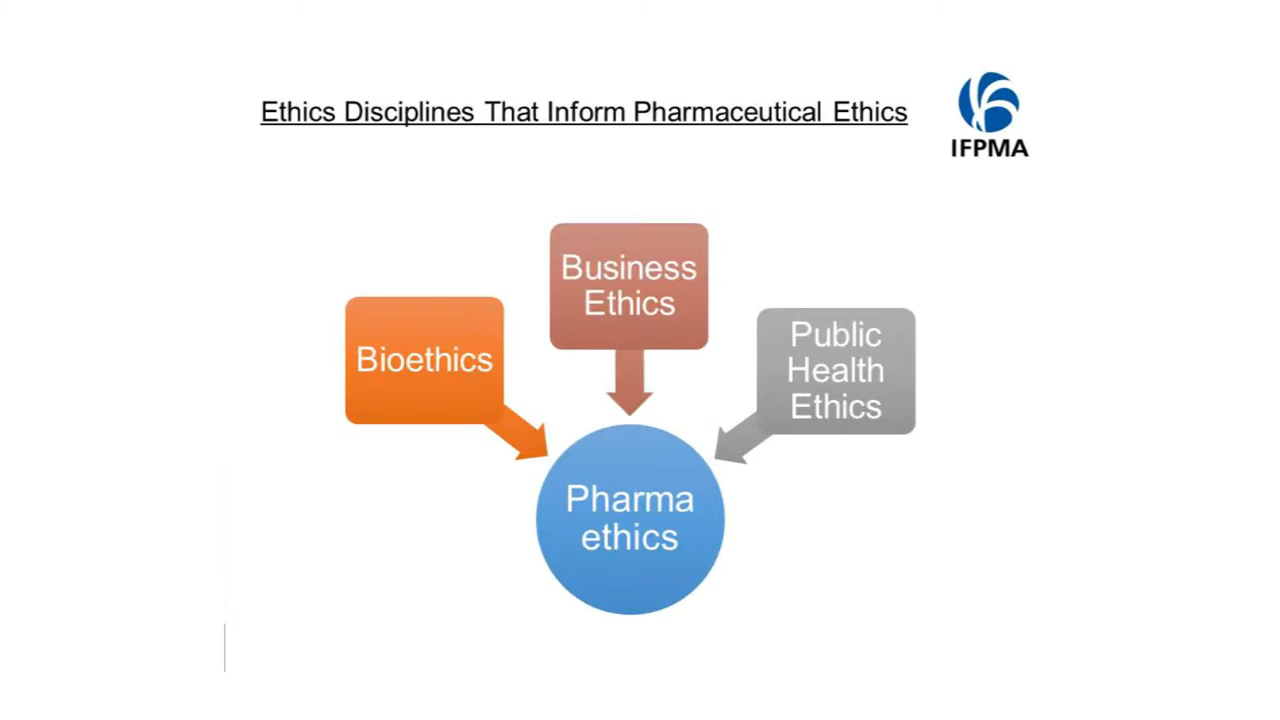 Ethics Disciplines That Inform Pharmaceutical Ethics
IFPMA
Business
Ethics
Bioethics
Public
Health
Ethics
Pharma
ethics